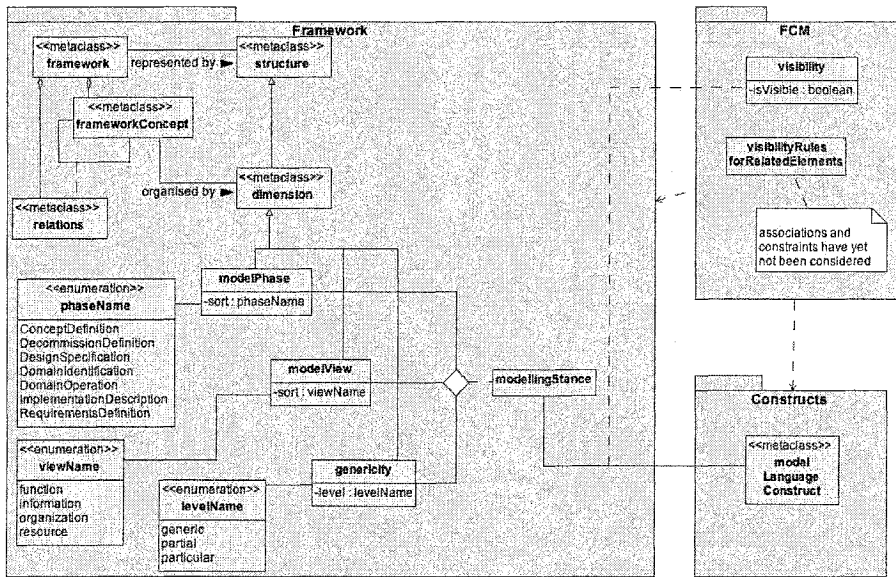 Framework
<<metaclass>>
framework
represented by
<<metaclass>>
structure
<<metaclass>>
frameworkConcept
organised by
<<metaclass>>
dimension
<<metaclass>>
relations
modelPhase
-sort : phaseName
<<enumeration>>
phaseName
ConceptDefinition
DecommissionDefinition
DesignSpecification
DomainIdentification
DomainOperation
ImplementationDescription
RequirementsDefinition
modelView
-sort : viewName
modellingStance
<<enumeration>>
viewName
function
information
organization
resource
<<enumeration>>
levelName
generic
partial
particular
genericity
-level : levelName
FCM
visibility
-isVisible : boolean
visibilityRules
forRelatedElements
associations and
constraints have yet
not been considered
Constructs
<<metaclass>>
model
Language
Construct